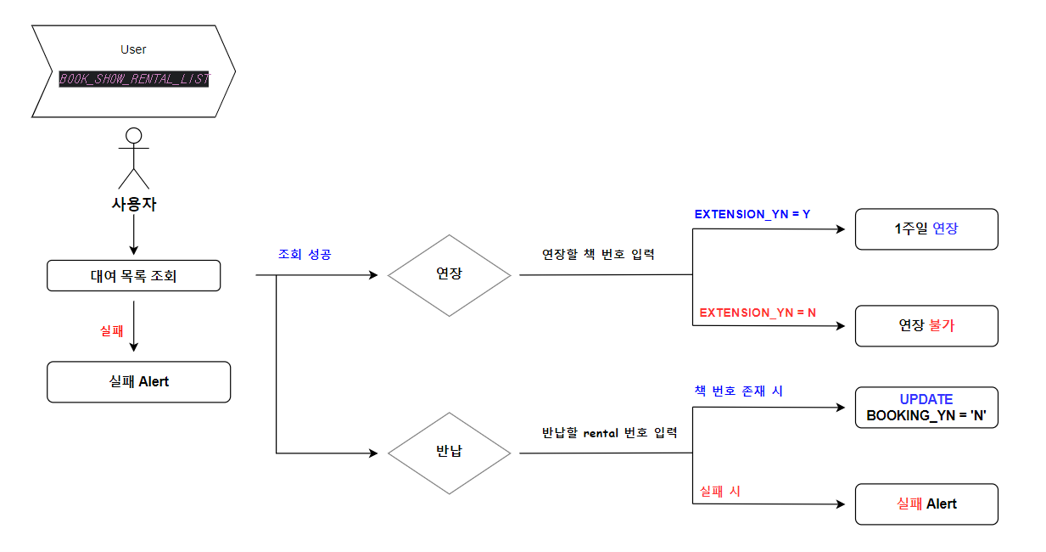 User
BOOK_SHOW_RENTAL_LIST
사용자
대여 목록 조회
실패
실패 Alert
조회 성공
연장
연장할 책 번호 입력
EXTENSION_YN = Y
1주일 연장
EXTENSION_YN = N
연장 불가
반납
반납할 rental 번호 입력
책 번호 존재 시
UPDATE
BOOKING_YN = 'N'
실패 시
실패 Alert